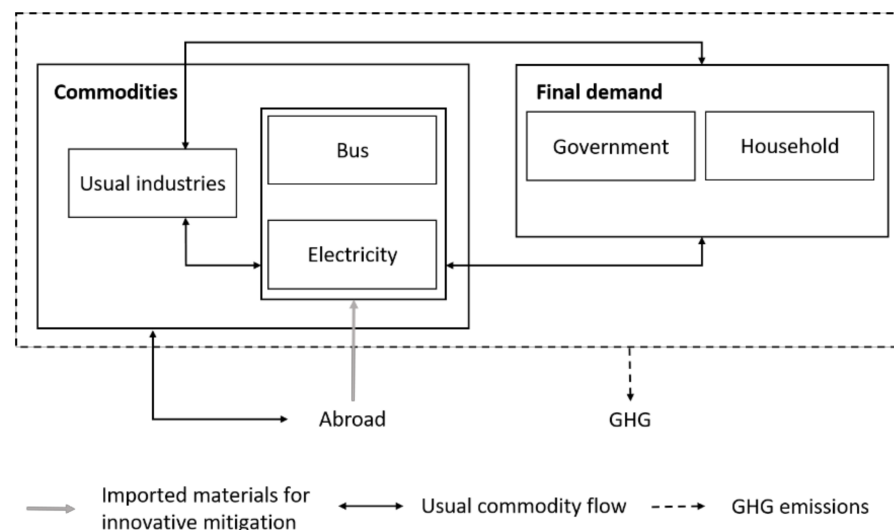 Commodities
Final demand
Bus
Government
Household
Usual industries
Electricity
Abroad
GHG
Imported materials for
innovative mitigation
Usual commodity flow
GHG emissions